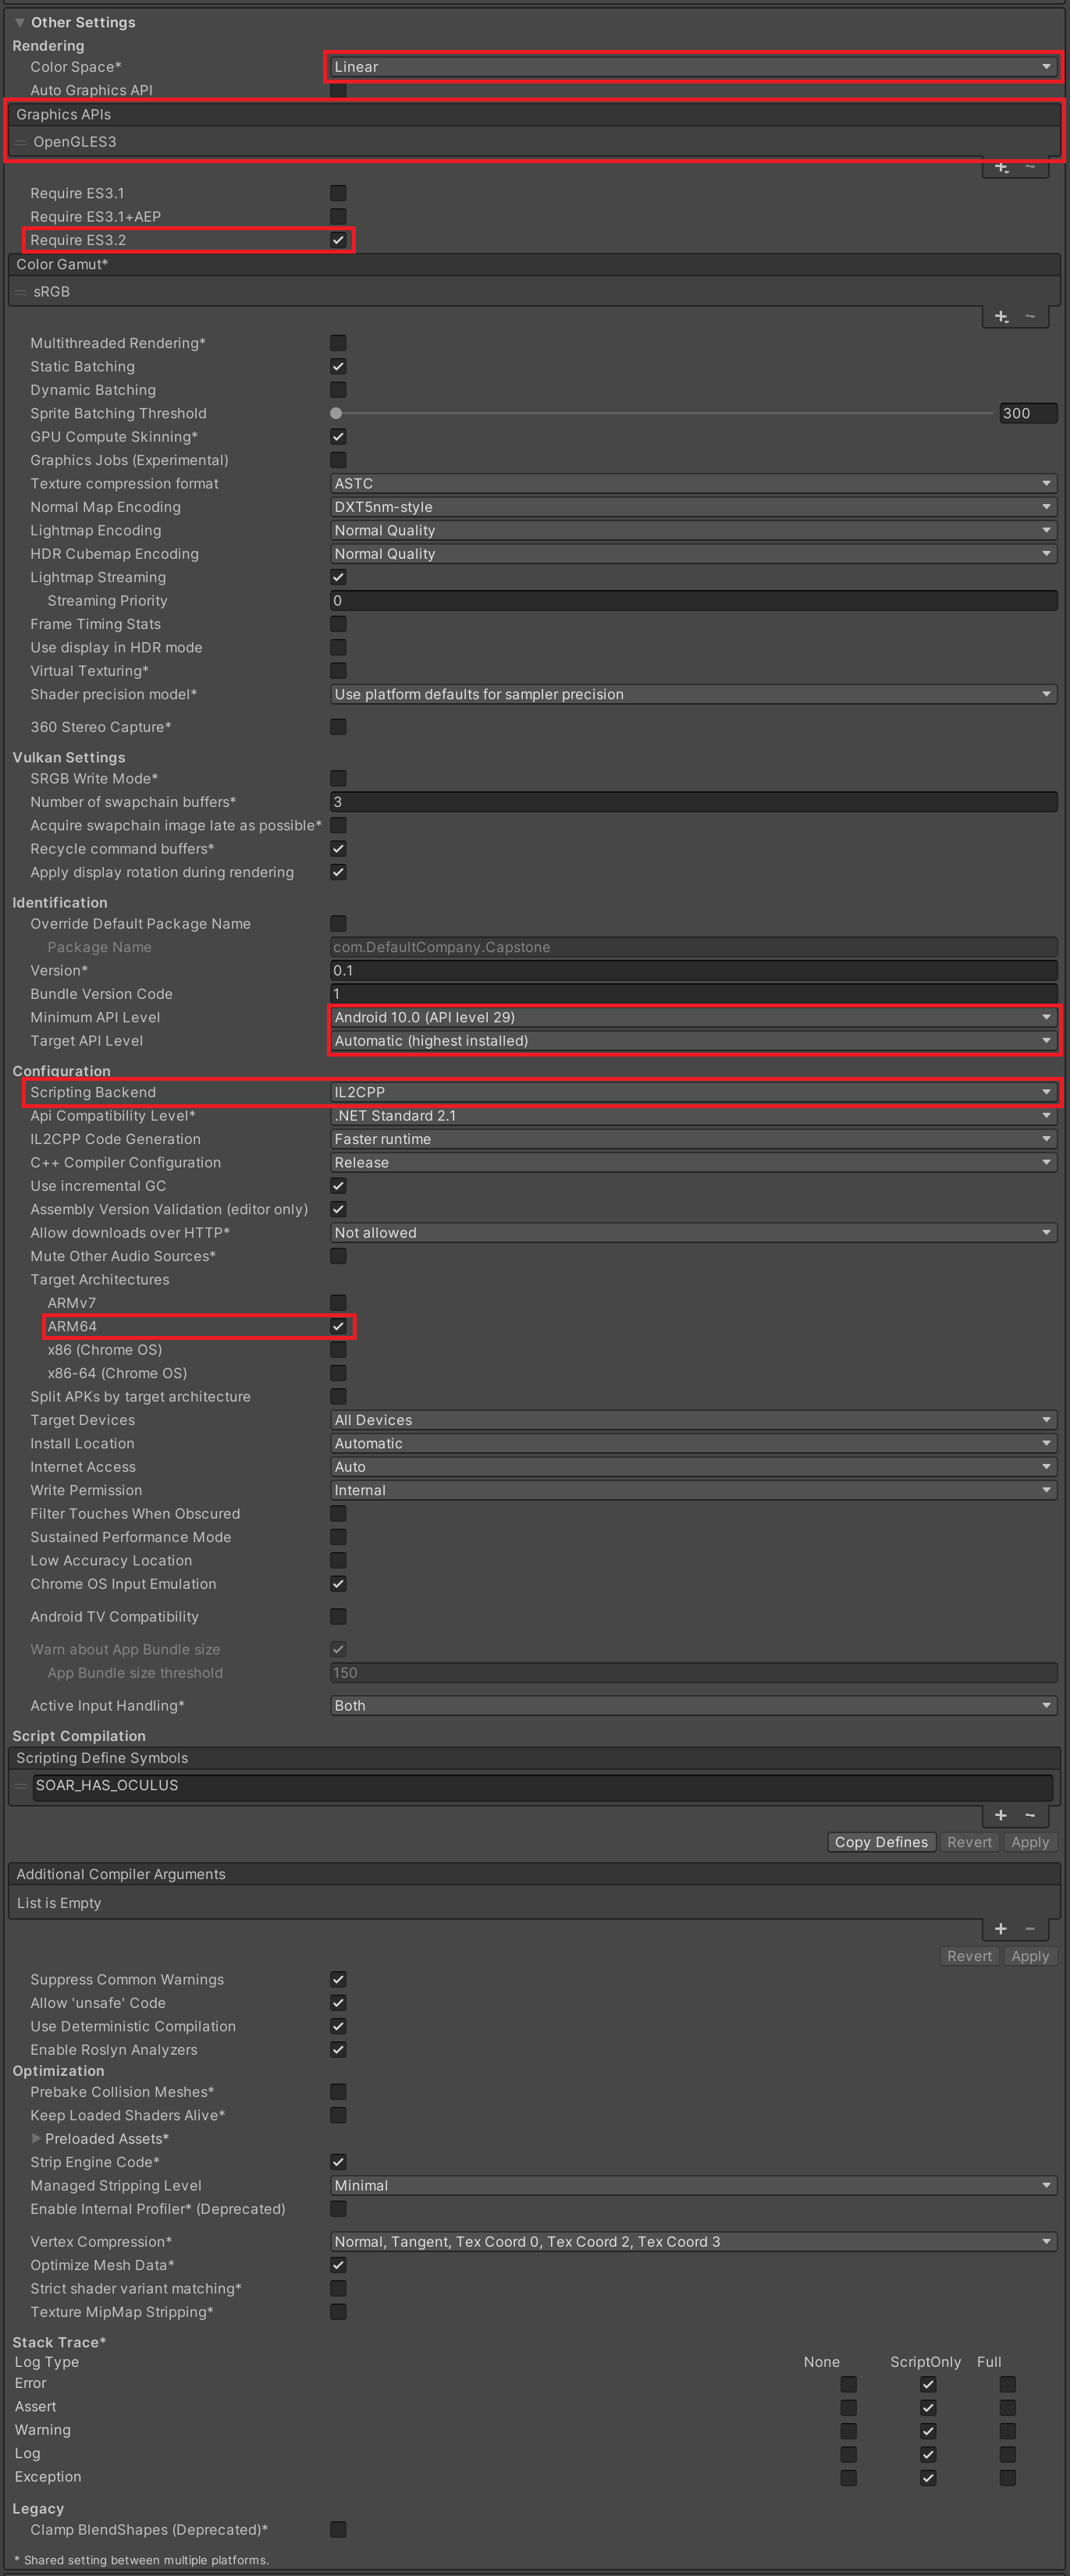 Other Settings
Rendering
Color Space* Linear
Auto Graphics API
Graphics APIs
OpenGLES3
Require ES3.1
Require ES3.1+AEP
Require ES3.2
Color Gamut*
sRGB
Multithreaded Rendering*
Static Batching
Dynamic Batching
Sprite Batching Threshold 300
GPU Compute Skinning*
Graphics Jobs (Experimental)
Texture compression format ASTC
Normal Map Encoding DXT5nm-style
Lightmap Encoding Normal Quality
HDR Cubemap Encoding Normal Quality
Lightmap Streaming
Streaming Priority 0
Frame Timing Stats
Use display in HDR mode
Virtual Texturing*
Shader precision model* Use platform defaults for sampler precision
360 Stereo Capture*
Vulkan Settings
SRGB Write Mode*
Number of swapchain buffers* 3
Acquire swapchain image late as possible*
Recycle command buffers*
Apply display rotation during rendering
Identification
Override Default Package Name
Package Name com.DefaultCompany.Capstone
Version* 0.1
Bundle Version Code 1
Minimum API Level Android 10.0 (API level 29)
Target API Level Automatic (highest installed)
Configuration
Scripting Backend IL2CPP
Api Compatibility Level* .NET Standard 2.1
IL2CPP Code Generation Faster runtime
C++ Compiler Configuration Release
Use incremental GC
Assembly Version Validation (editor only)
Allow downloads over HTTP* Not allowed
Mute Other Audio Sources*
Target Architectures
ARMv7
ARM64
x86 (Chrome OS)
x86-64 (Chrome OS)
Split APKs by target architecture
Target Devices All Devices
Install Location Automatic
Internet Access Auto
Write Permission Internal
Filter Touches When Obscured
Sustained Performance Mode
Low Accuracy Location
Chrome OS Input Emulation
Android TV Compatibility
Warn about App Bundle size
App Bundle size threshold 150
Active Input Handling* Both
Script Compilation
Scripting Define Symbols
SOAR_HAS_OCULUS
Copy Defines Revert Apply
Additional Compiler Arguments
List is Empty
Revert Apply
Suppress Common Warnings
Allow 'unsafe' Code
Use Deterministic Compilation
Enable Roslyn Analyzers
Optimization
Prebake Collision Meshes*
Keep Loaded Shaders Alive*
Preloaded Assets*
Strip Engine Code*
Managed Stripping Level Minimal
Enable Internal Profiler* (Deprecated)
Vertex Compression* Normal, Tangent, Tex Coord 0, Tex Coord 2, Tex Coord 3
Optimize Mesh Data*
Strict shader variant matching*
Texture MipMap Stripping*
Stack Trace*
Log Type None ScriptOnly Full
Error
Assert
Warning
Log
Exception
Legacy
Clamp BlendShapes (Deprecated)*
* Shared setting between multiple platforms.